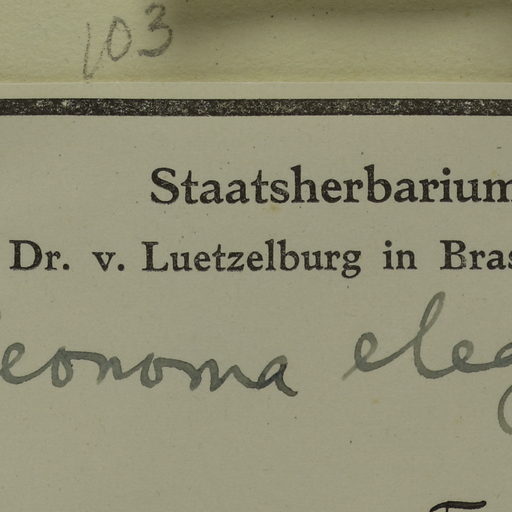 103
Staatsherbarium
Dr. v. Luetzelburg in Bras
eonoma eleg